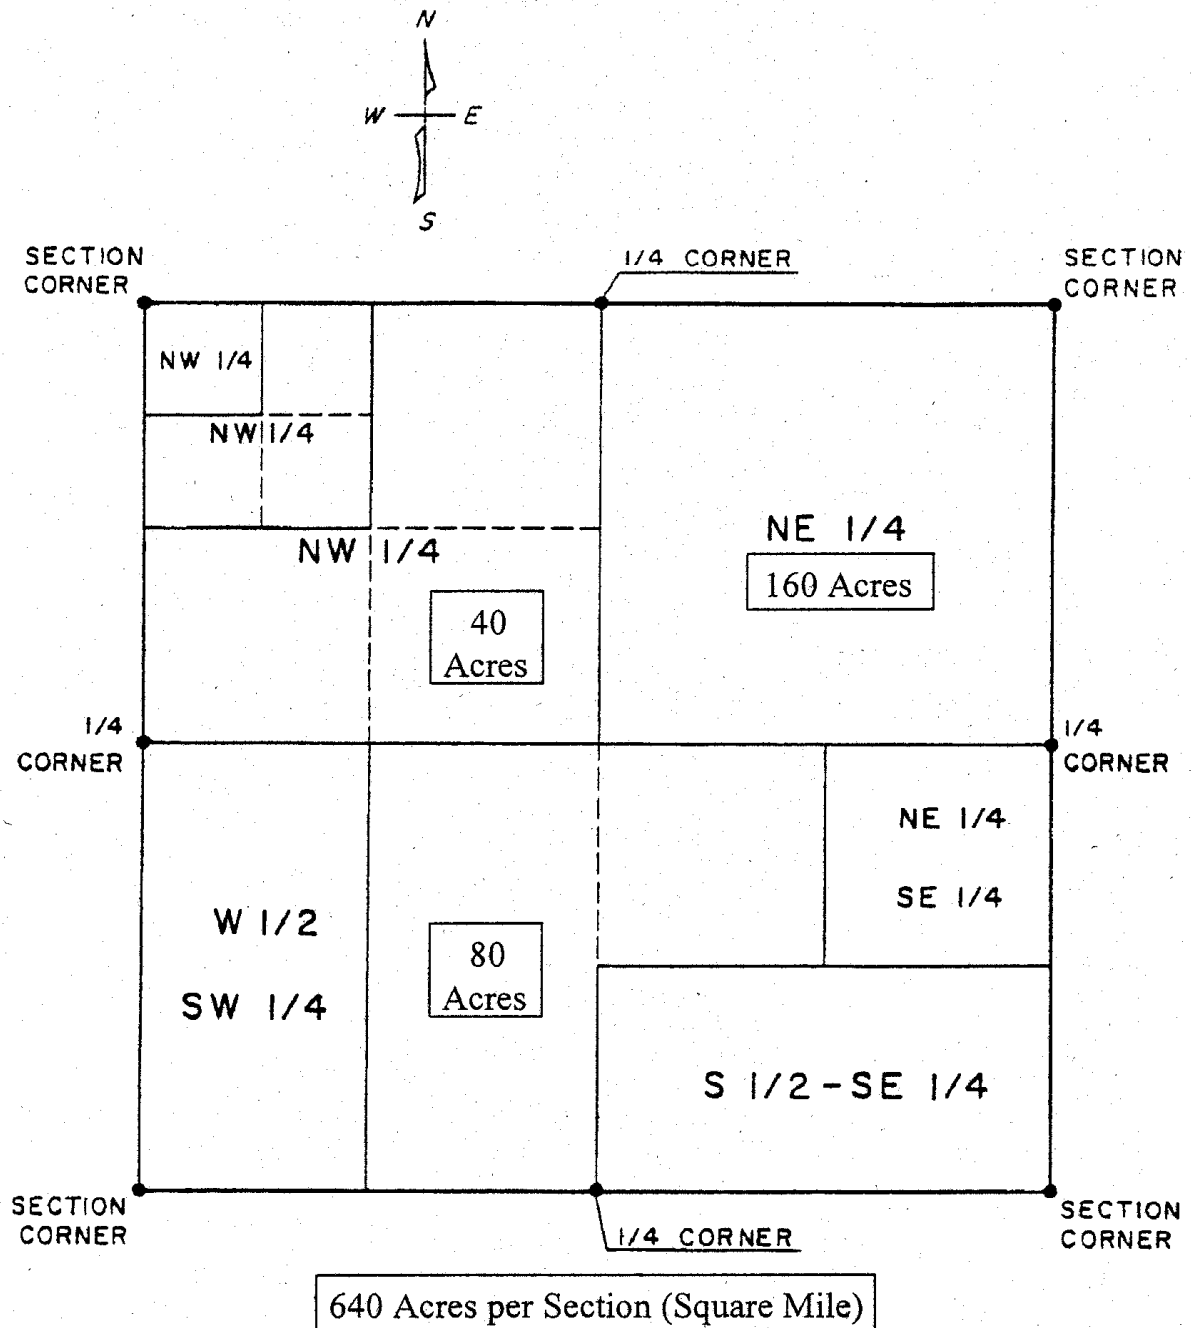 N
W E
S
SECTION
CORNER
1/4 CORNER
SECTION
CORNER
NW 1/4
NW 1/4
NW 1/4
NE 1/4
160 Acres
40
Acres
1/4
CORNER
1/4
CORNER
NE 1/4
SE 1/4
W 1/2
SW 1/4
80
Acres
S 1/2 - SE 1/4
SECTION
CORNER
1/4 CORNER
SECTION
CORNER
640 Acres per Section (Square Mile)